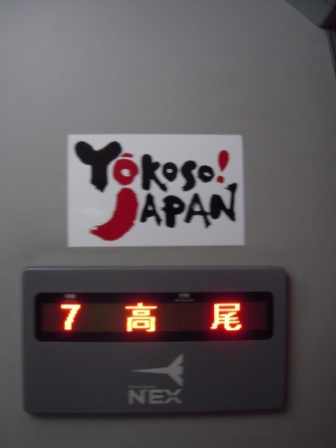 Yōkoso!
JAPAN
7 高 尾
NEX